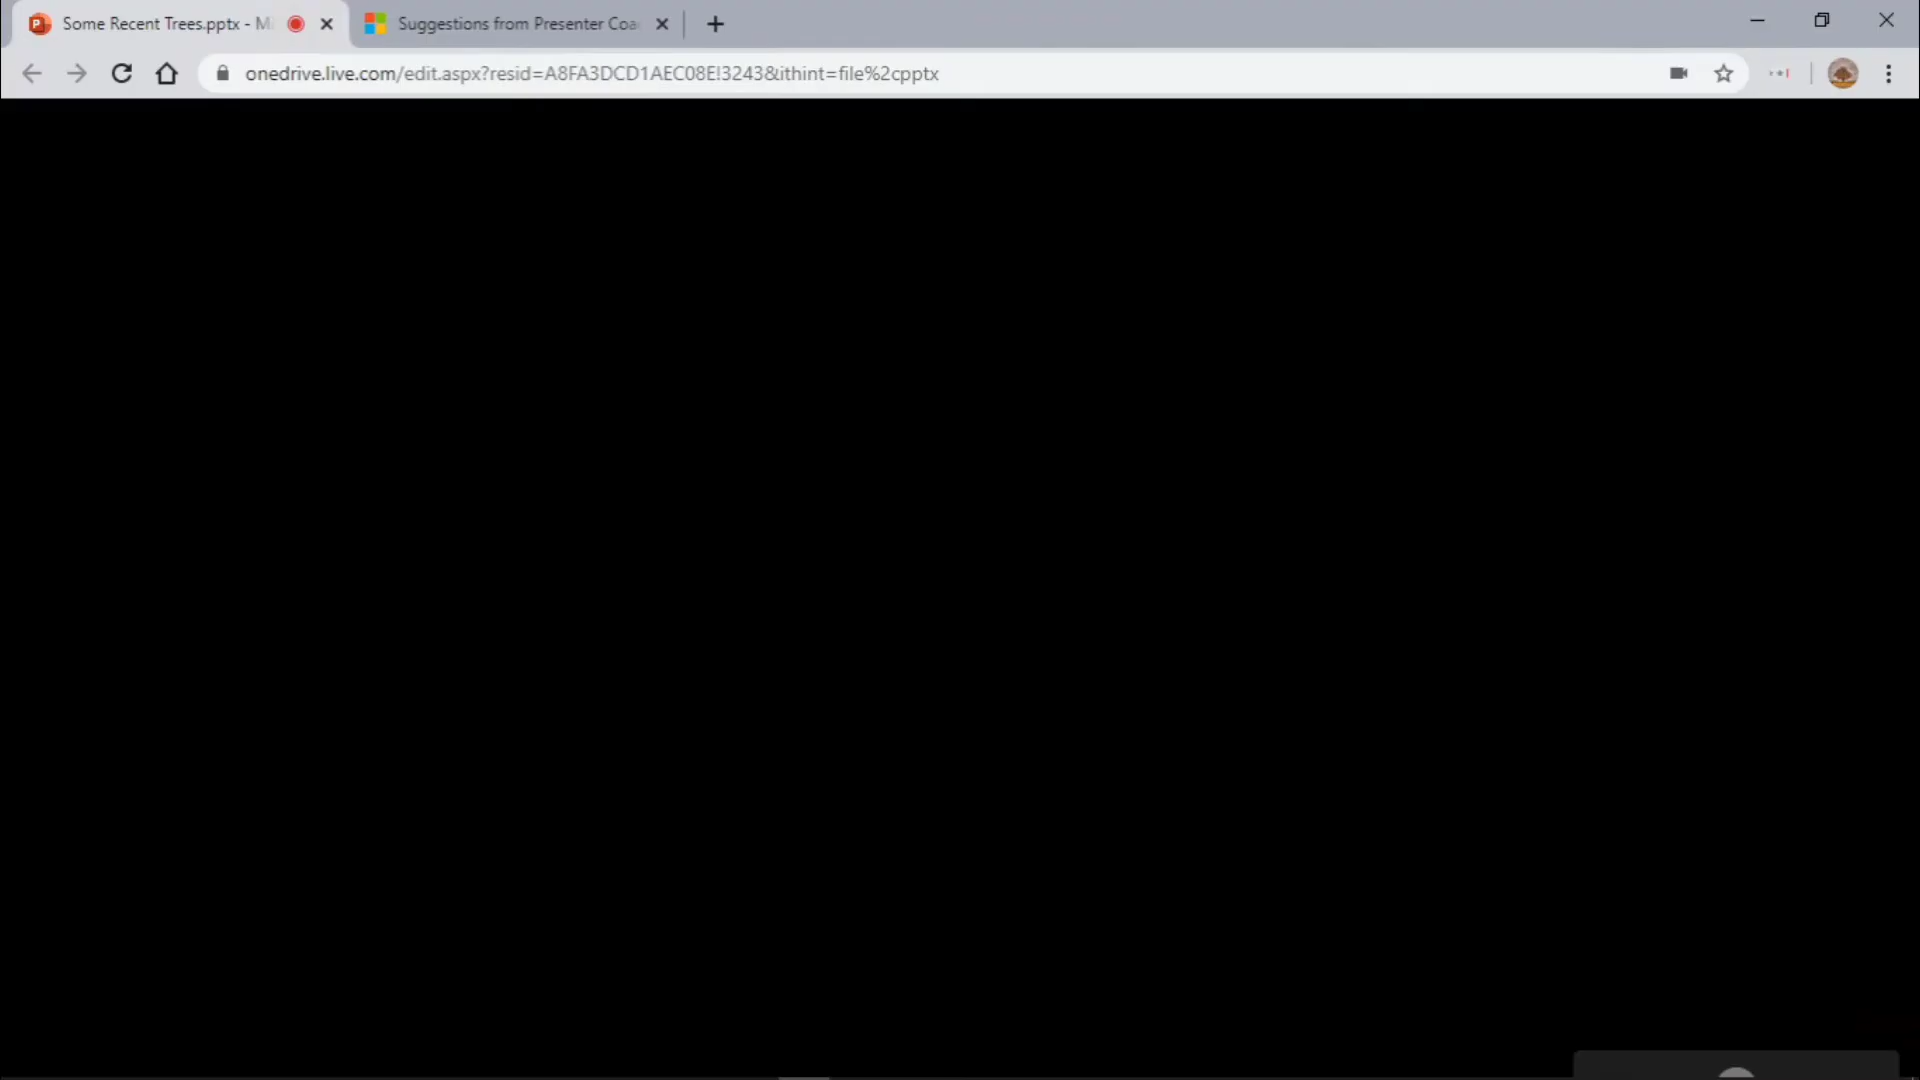 Some Recent Trees.pptx - Mi
Suggestions from Presenter Coa
onedrive.live.com/edit.aspx?resid=A8FA3DCD1AEC08E!3243&ithint=file%2cpptx